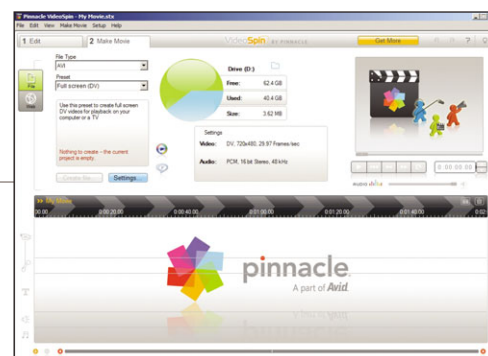 Pinnacle VideoSpin - My Movie.stx
File Edit View Make Movie Setup Help
1 Edit
2 Make Movie
VideoSpin BY PINNACLE
Get More
?
File Type
AVI
Preset
Full screen (DV)
File
Web
Use this preset to create full screen
DV videos for playback on your
computer or a TV.
Nothing to create - the current
project is empty.
Create file...
Settings...
Drive (D:)
Free: 62.4 GB
Used: 40.4 GB
Size: 3.62 MB
Settings
Video: DV, 720x480, 29.97 frames/sec
Audio: PCM, 16 bit Stereo, 48 kHz
0:00:00.00
My Movie
00.00 0:00:20.00 0:00:40.00 0:01:00.00 0:01:20.00 0:01:40.00 0:02:
pinnacle
A part of Avid
T